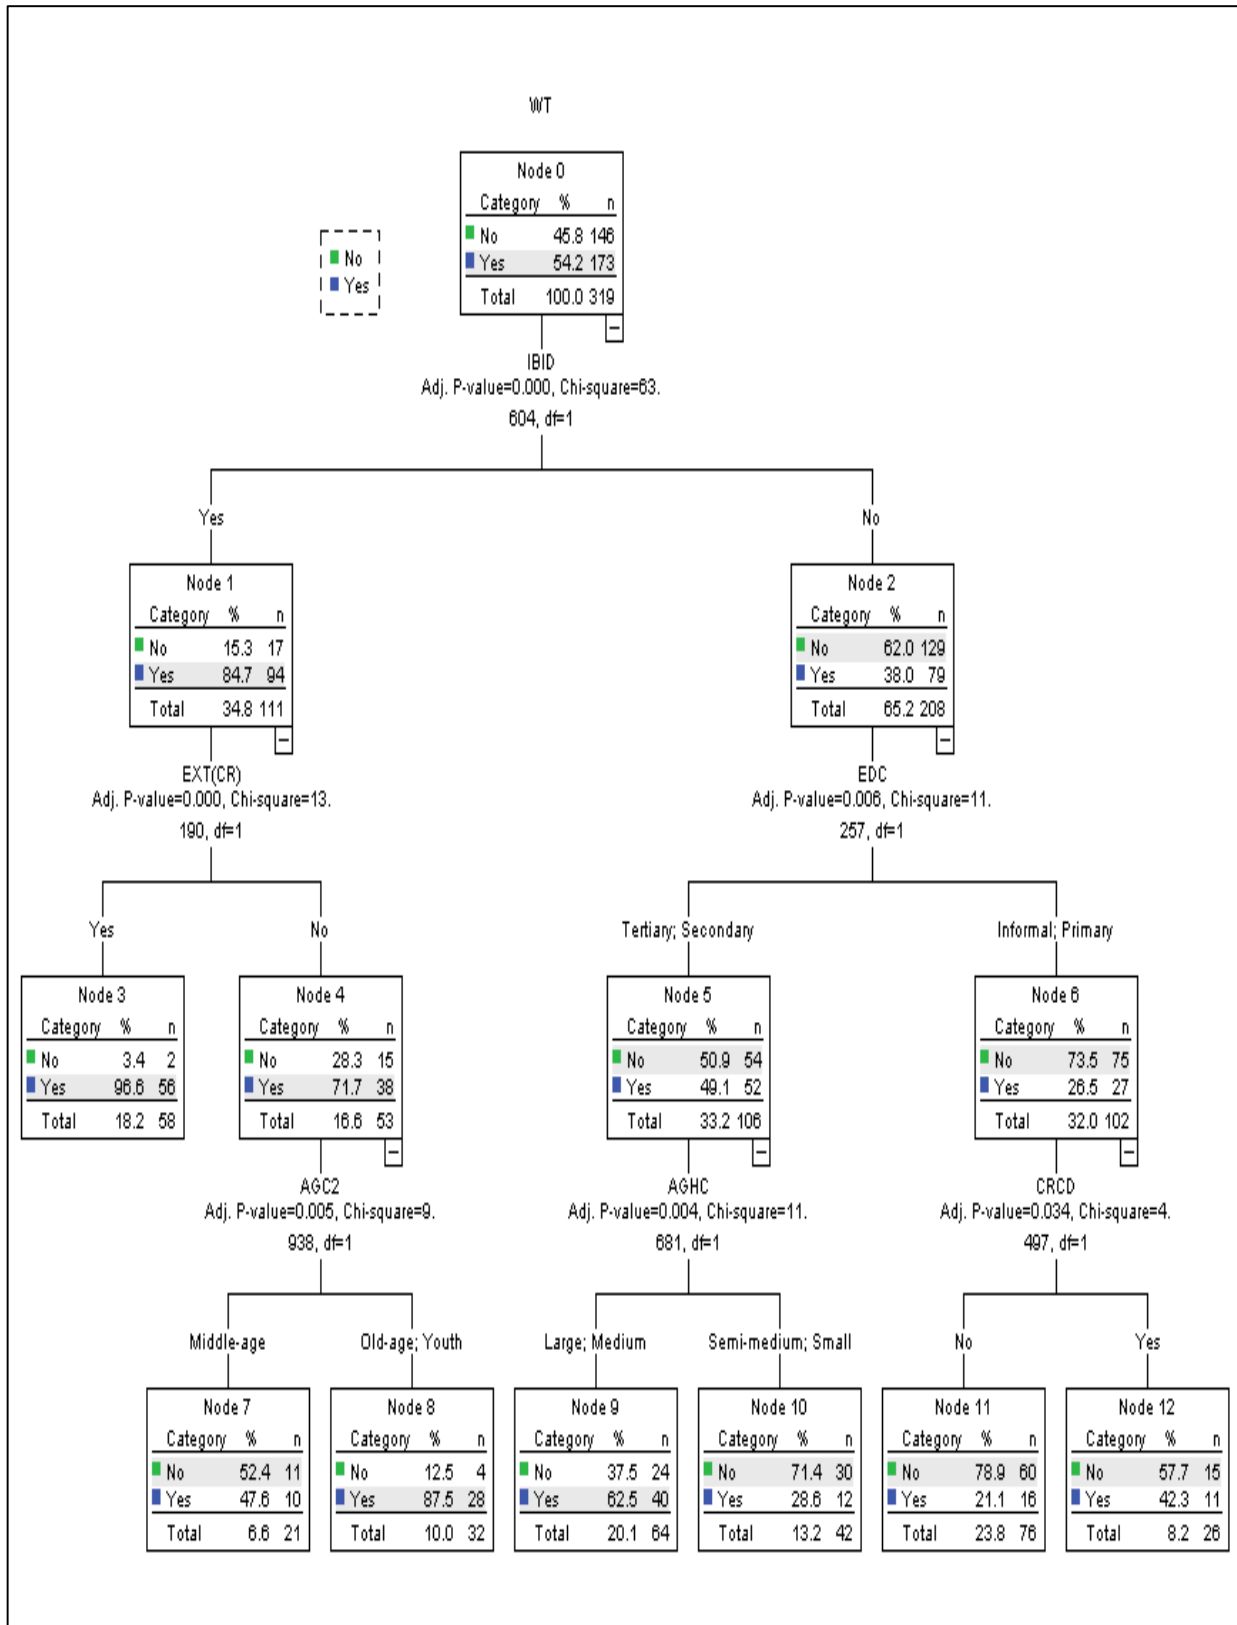 WT
Node 0
Category % n
No 45.8 146
Yes 54.2 173
Total 100.0 319
No
Yes
IBID
Adj. P-value=0.000, Chi-square=63.
604, df=1
Yes
No
Node 1
Category % n
No 15.3 17
Yes 84.7 94
Total 34.8 111
Node 2
Category % n
No 62.0 129
Yes 38.0 79
Total 65.2 208
EXT(CR)
Adj. P-value=0.000, Chi-square=13.
190, df=1
EDC
Adj. P-value=0.006, Chi-square=11.
257, df=1
Yes
No
Tertiary; Secondary
Informal; Primary
Node 3
Category % n
No 3.4 2
Yes 96.6 56
Total 18.2 58
Node 4
Category % n
No 28.3 15
Yes 71.7 38
Total 16.6 53
Node 5
Category % n
No 50.9 54
Yes 49.1 52
Total 33.2 106
Node 6
Category % n
No 73.5 75
Yes 26.5 27
Total 32.0 102
AGC2
Adj. P-value=0.005, Chi-square=9.
938, df=1
AGHC
Adj. P-value=0.004, Chi-square=11.
681, df=1
CRCD
Adj. P-value=0.034, Chi-square=4.
497, df=1
Middle-age
Old-age; Youth
Large; Medium
Semi-medium; Small
No
Yes
Node 7
Category % n
No 52.4 11
Yes 47.6 10
Total 6.6 21
Node 8
Category % n
No 12.5 4
Yes 87.5 28
Total 10.0 32
Node 9
Category % n
No 37.5 24
Yes 62.5 40
Total 20.1 64
Node 10
Category % n
No 71.4 30
Yes 28.6 12
Total 13.2 42
Node 11
Category % n
No 78.9 60
Yes 21.1 16
Total 23.8 76
Node 12
Category % n
No 57.7 15
Yes 42.3 11
Total 8.2 26